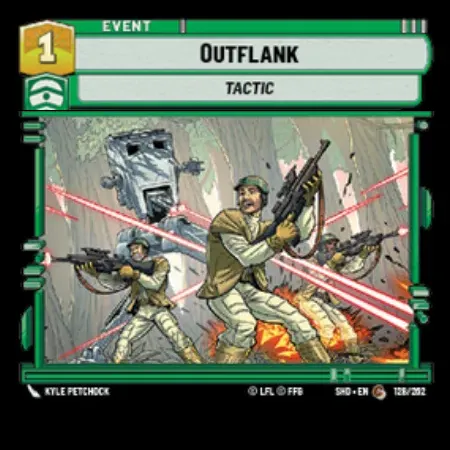 EVENT
1
OUTFLANK
TACTIC
KYLE PETCHOCK
© LFL © FFG
SHD • EN
128/262